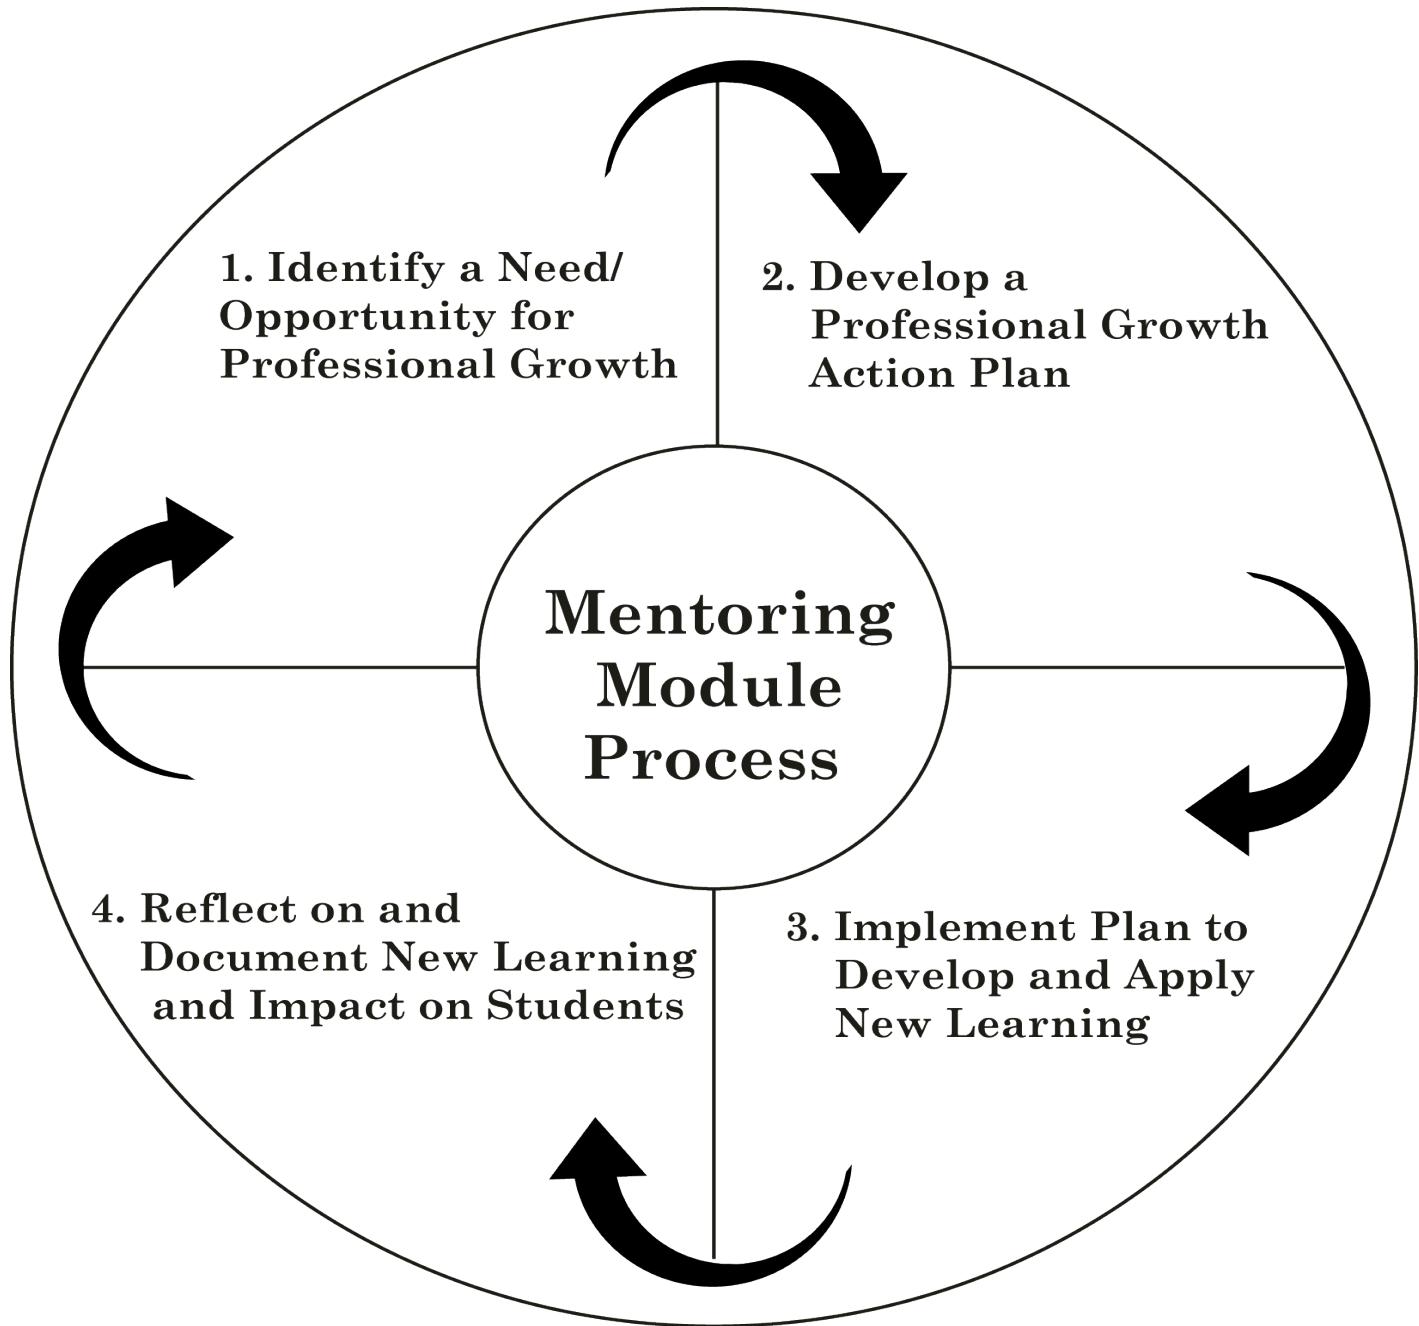 1. Identify a Need/
Opportunity for
Professional Growth
2. Develop a
Professional Growth
Action Plan
Mentoring
Module
Process
3. Implement Plan to
Develop and Apply
New Learning
4. Reflect on and
Document New Learning
and Impact on Students